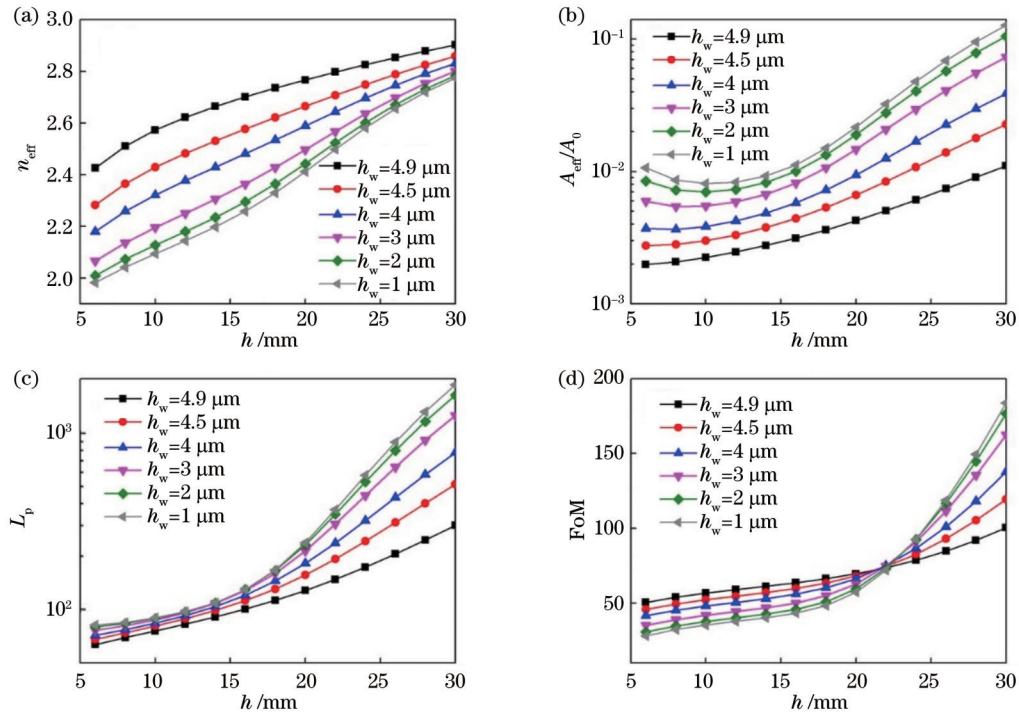 (a)
3.0
2.8
2.6
2.4
2.2
2.0
n_eff
h_w=4.9 μm
h_w=4.5 μm
h_w=4 μm
h_w=3 μm
h_w=2 μm
h_w=1 μm
5 10 15 20 25 30
h /mm
(b)
10⁻¹
10⁻²
10⁻³
A_eff/A_0
h_w=4.9 μm
h_w=4.5 μm
h_w=4 μm
h_w=3 μm
h_w=2 μm
h_w=1 μm
5 10 15 20 25 30
h /mm
(c)
10³
10²
L_p
h_w=4.9 μm
h_w=4.5 μm
h_w=4 μm
h_w=3 μm
h_w=2 μm
h_w=1 μm
5 10 15 20 25 30
h /mm
(d)
200
150
100
50
FoM
h_w=4.9 μm
h_w=4.5 μm
h_w=4 μm
h_w=3 μm
h_w=2 μm
h_w=1 μm
5 10 15 20 25 30
h /mm